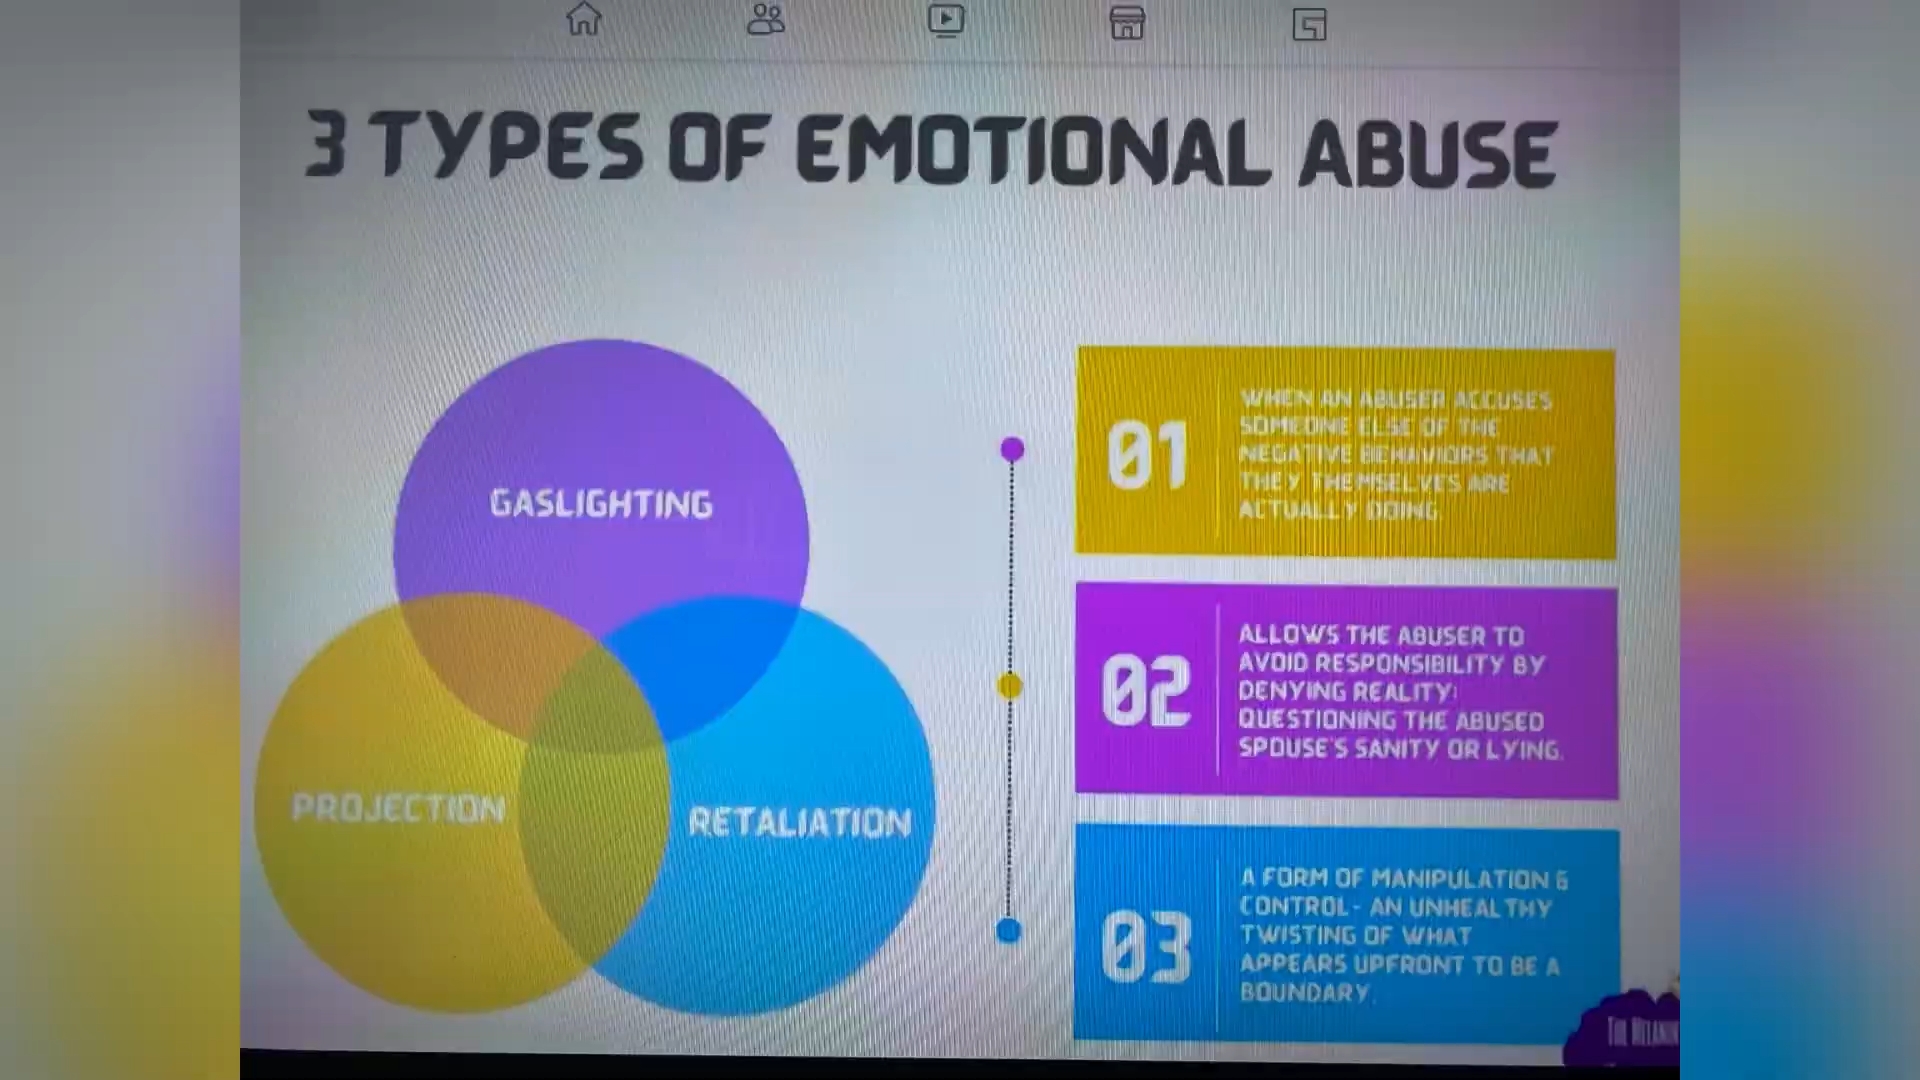 3 TYPES OF EMOTIONAL ABUSE
GASLIGHTING
PROJECTION
RETALIATION
01
WHEN AN ABUSER ACCUSES
SOMEONE ELSE OF THE
NEGATIVE BEHAVIORS THAT
THEY THEMSELVES ARE
ACTUALLY DOING.
02
ALLOWS THE ABUSER TO
AVOID RESPONSIBILITY BY
DENYING REALITY;
QUESTIONING THE ABUSED
SPOUSE'S SANITY OR LYING.
03
A FORM OF MANIPULATION &
CONTROL - AN UNHEALTHY
TWISTING OF WHAT
APPEARS UPFRONT TO BE A
BOUNDARY.
THE